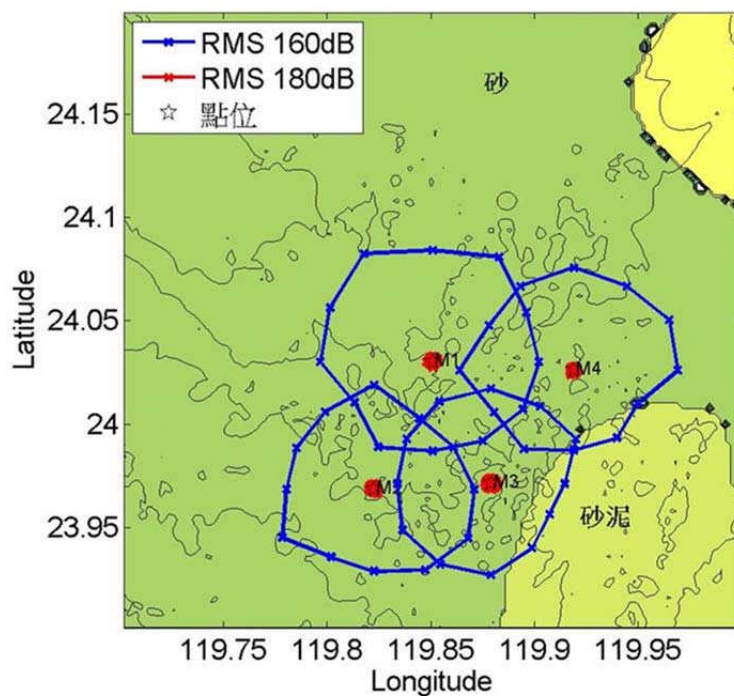 RMS 160dB
RMS 180dB
點位
砂
24.15
24.1
24.05
24
23.95
Latitude
M1
M4
M2
M3
砂泥
119.75
119.8
119.85
119.9
119.95
Longitude